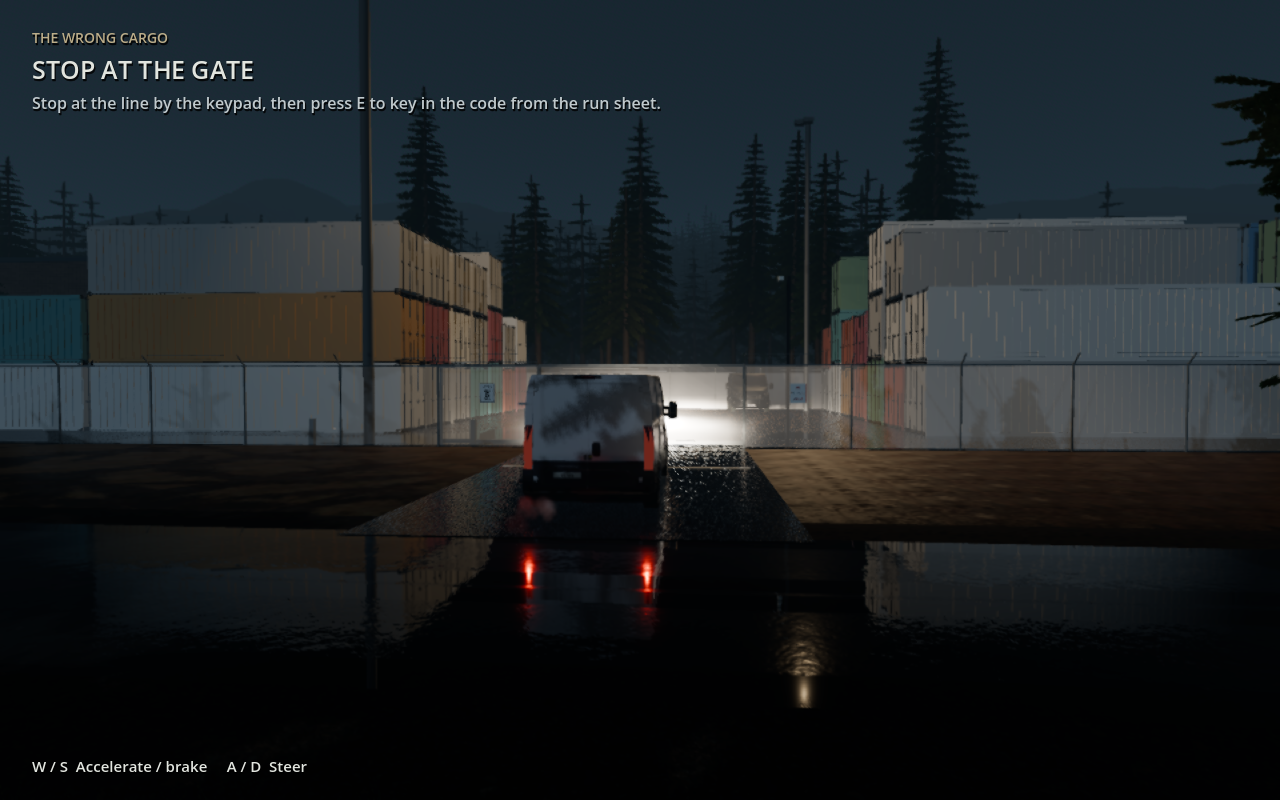 THE WRONG CARGO
STOP AT THE GATE
Stop at the line by the keypad, then press E to key in the code from the run sheet.
W / S Accelerate / brake A / D Steer